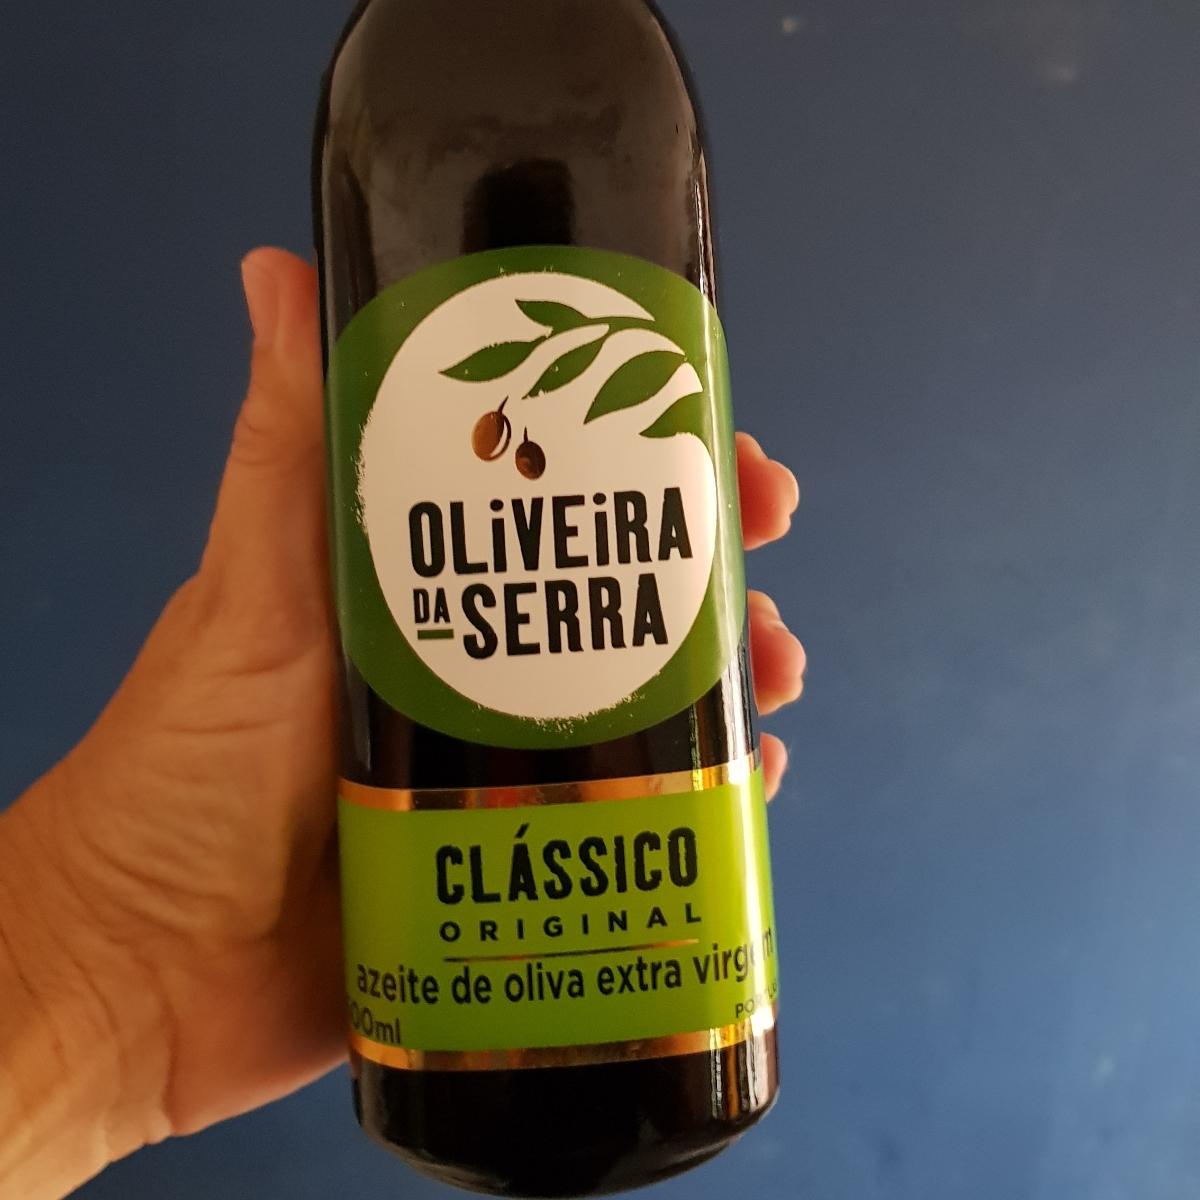 OLiVEiRA
DA SERRA
CLÁSSICO
ORIGINAL
azeite de oliva extra virgem